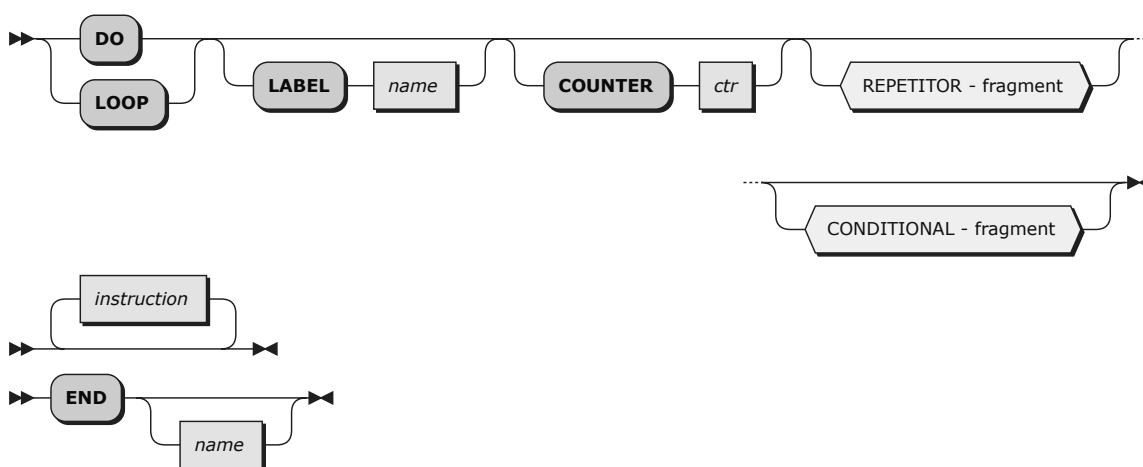 DO
LOOP LABEL name COUNTER ctr REPETITOR - fragment
CONDITIONAL - fragment
instruction
END
name